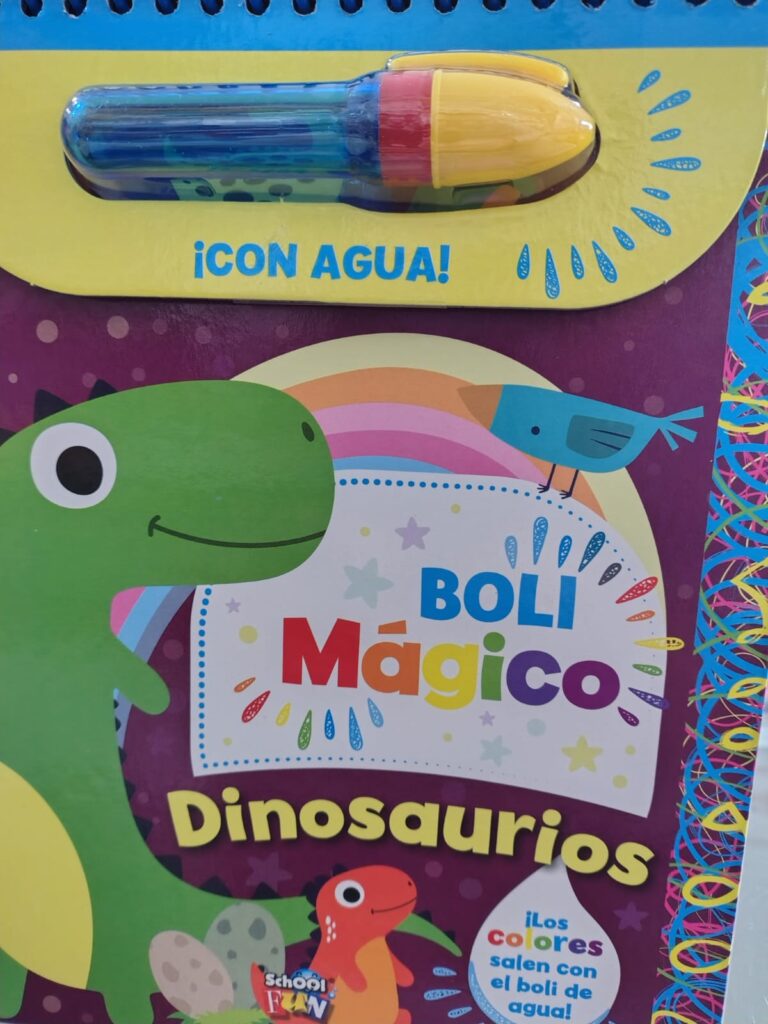 ¡CON AGUA!
BOLI
Mágico
Dinosaurios
SCHOOL
FUN
¡Los
colores
salen con
el boli de
agua!